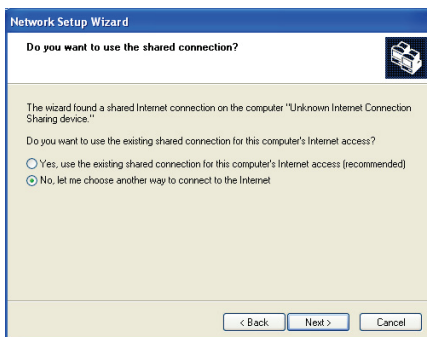 Network Setup Wizard
Do you want to use the shared connection?
The wizard found a shared Internet connection on the computer "Unknown Internet Connection
Sharing device."
Do you want to use the existing shared connection for this computer's Internet access?
Yes, use the existing shared connection for this computer's Internet access (recommended)
No, let me choose another way to connect to the Internet
< Back Next > Cancel